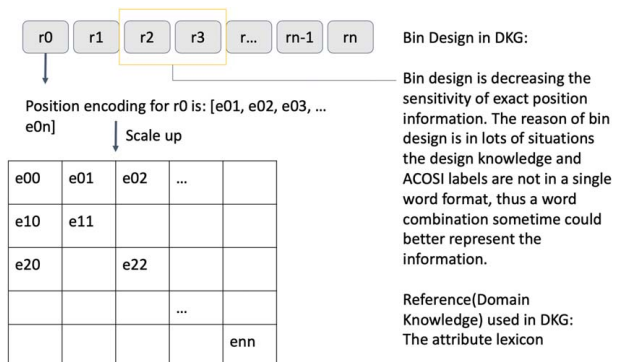 r0 r1 r2 r3 r... rn-1 rn
Position encoding for r0 is: [e01, e02, e03, ...
e0n]
Scale up
e00 e01 e02 ...
e10 e11
e20 e22
...
enn
Bin Design in DKG:
Bin design is decreasing the
sensitivity of exact position
information. The reason of bin
design is in lots of situations
the design knowledge and
ACOSI labels are not in a single
word format, thus a word
combination sometime could
better represent the
information.
Reference(Domain
Knowledge) used in DKG:
The attribute lexicon